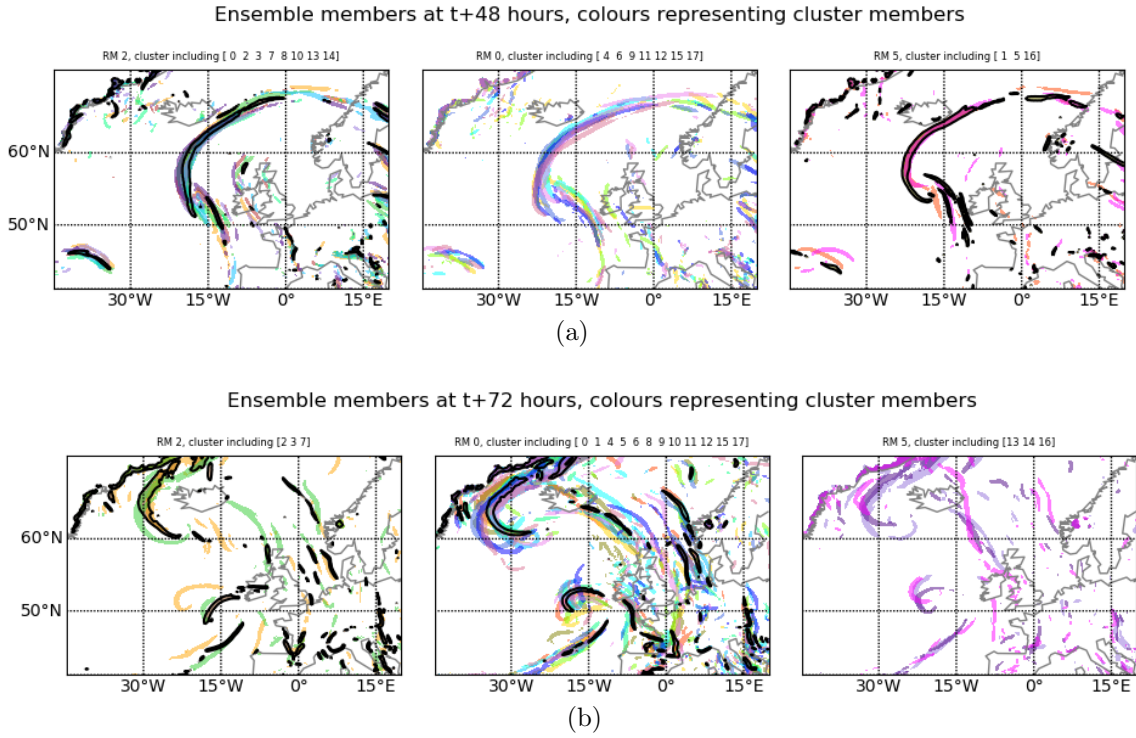 Ensemble members at t+48 hours, colours representing cluster members
RM 2, cluster including [ 0 2 3 7 8 10 13 14]
RM 0, cluster including [ 4 6 9 11 12 15 17]
RM 5, cluster including [ 1 5 16]
60°N
50°N
30°W 15°W 0° 15°E
30°W 15°W 0° 15°E
30°W 15°W 0° 15°E
(a)
Ensemble members at t+72 hours, colours representing cluster members
RM 2, cluster including [2 3 7]
RM 0, cluster including [ 0 1 4 5 6 8 9 10 11 12 15 17]
RM 5, cluster including [13 14 16]
60°N
50°N
30°W 15°W 0° 15°E
30°W 15°W 0° 15°E
30°W 15°W 0° 15°E
(b)